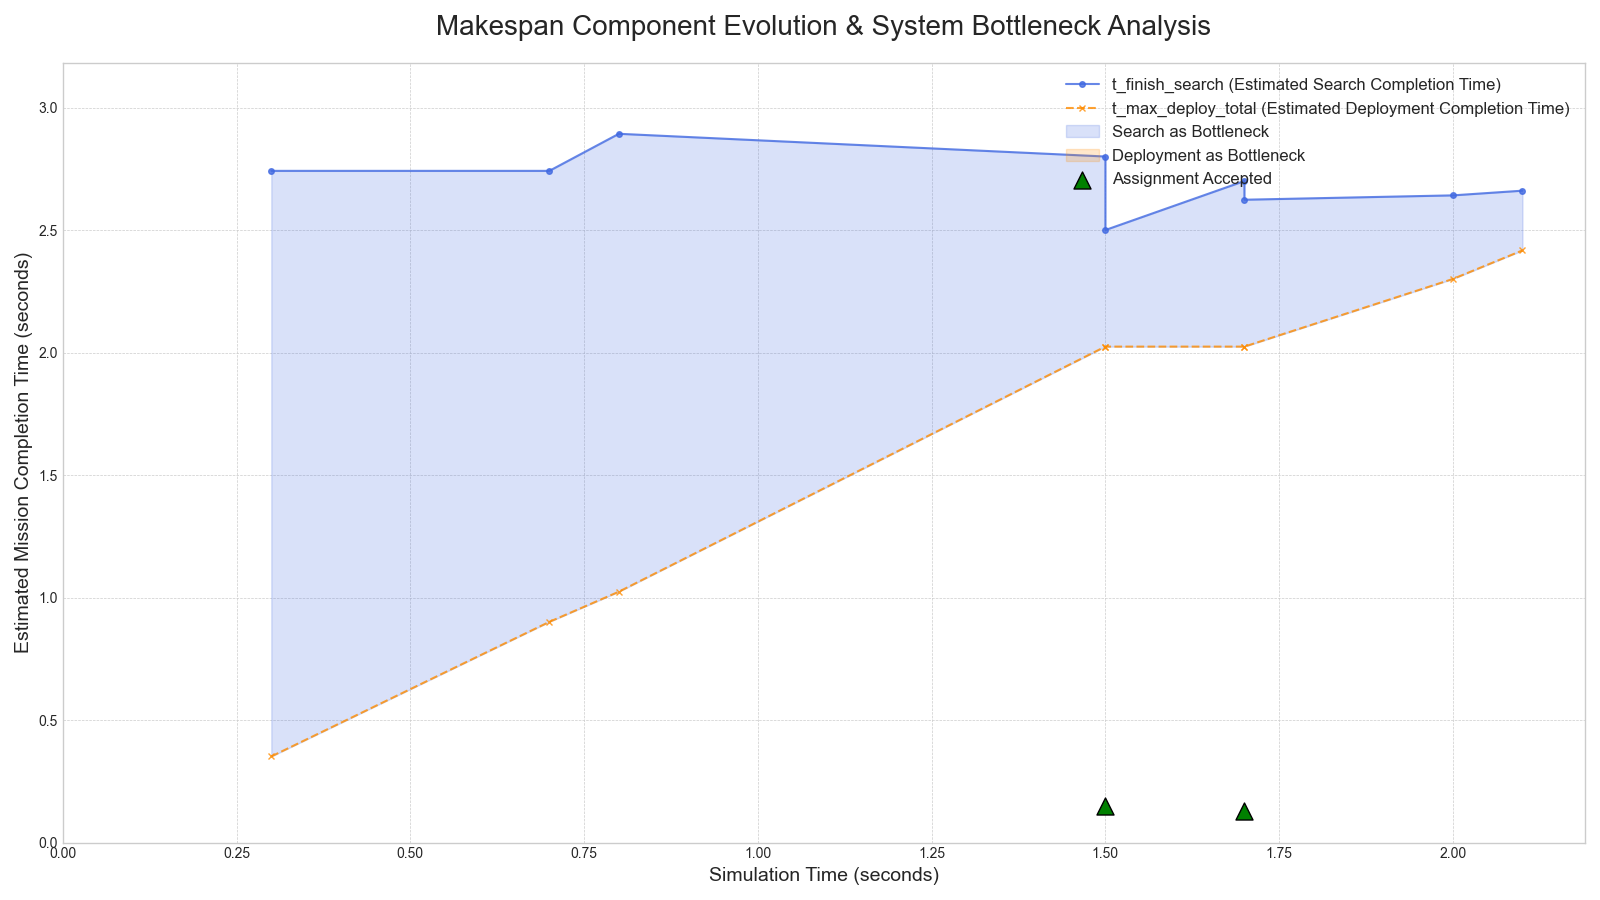 Makespan Component Evolution & System Bottleneck Analysis
t_finish_search (Estimated Search Completion Time)
t_max_deploy_total (Estimated Deployment Completion Time)
Search as Bottleneck
Deployment as Bottleneck
Assignment Accepted
Estimated Mission Completion Time (seconds)
3.0
2.5
2.0
1.5
1.0
0.5
0.0
0.00 0.25 0.50 0.75 1.00 1.25 1.50 1.75 2.00
Simulation Time (seconds)